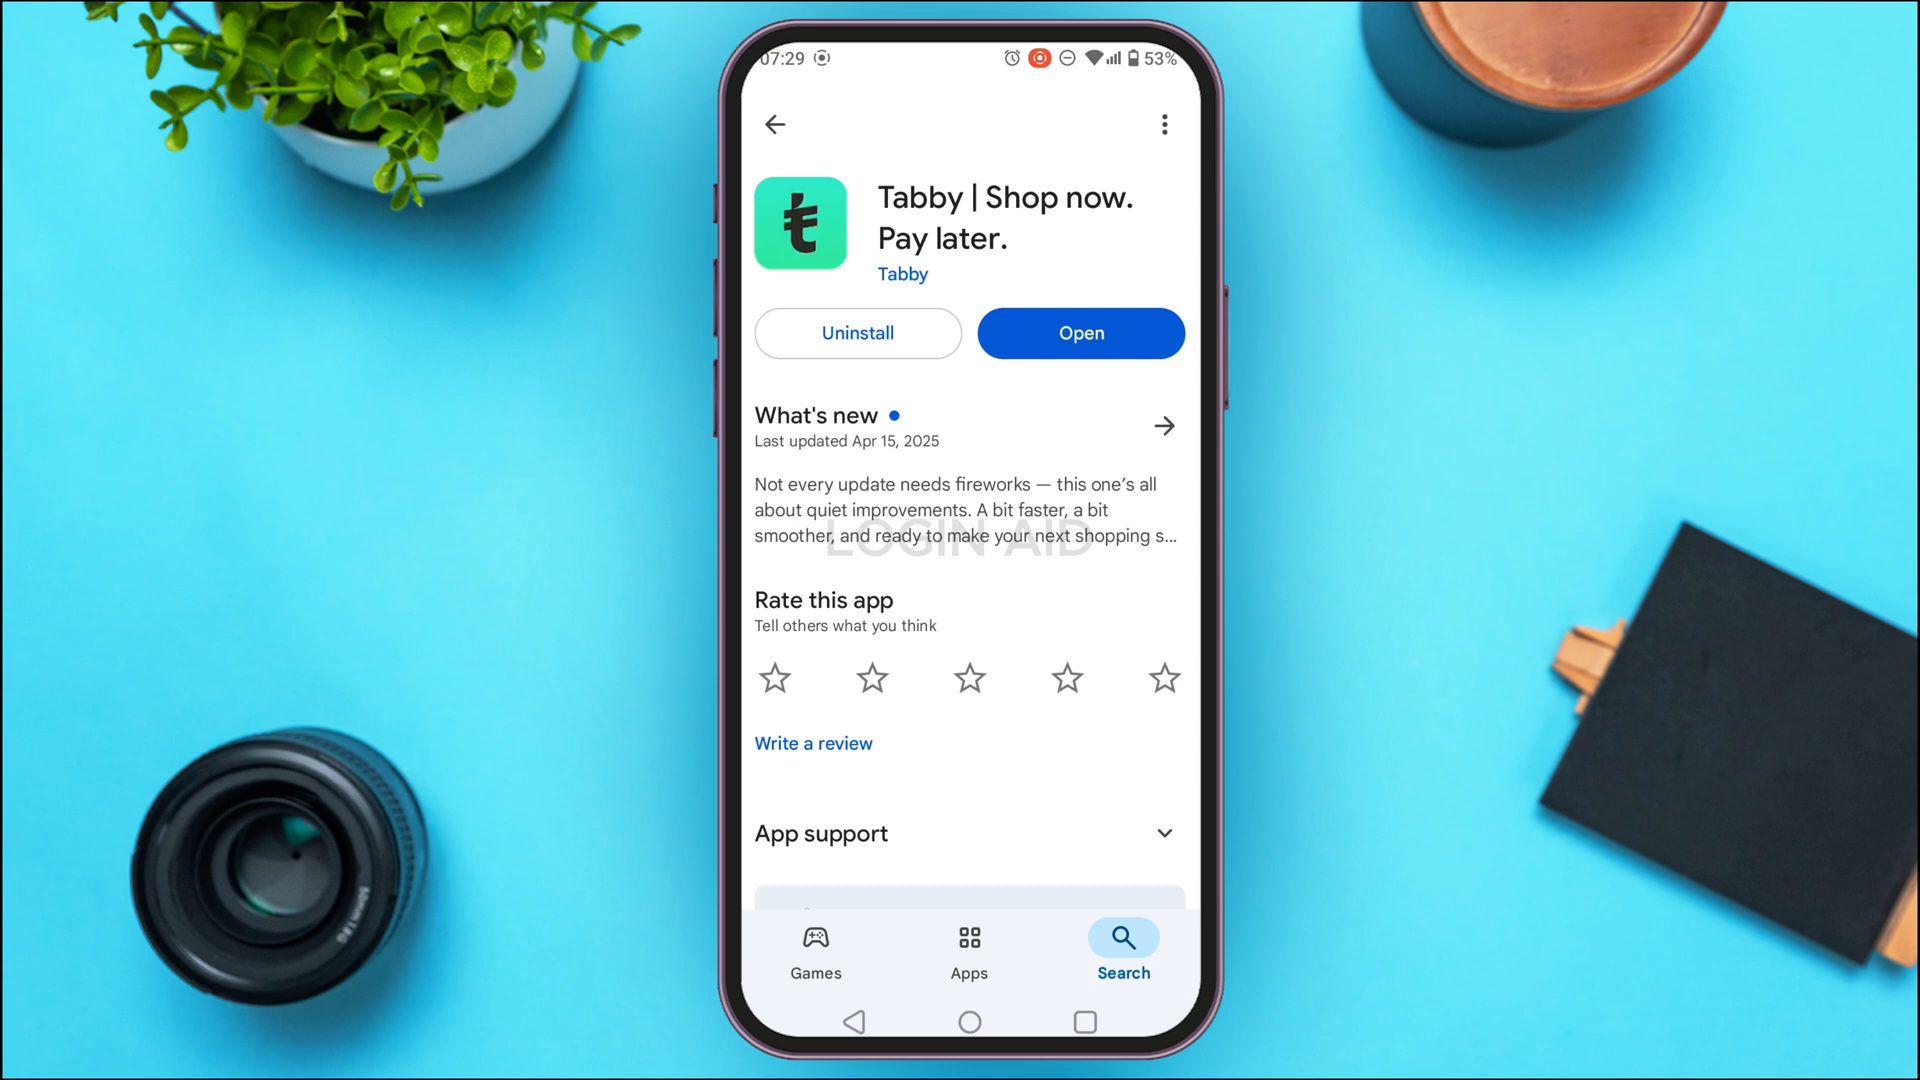 07:29
53%
Tabby | Shop now.
Pay later.
Tabby
Uninstall
Open
What's new
Last updated Apr 15, 2025
Not every update needs fireworks — this one’s all
about quiet improvements. A bit faster, a bit
smoother, and ready to make your next shopping s...
LOGIN AID
Rate this app
Tell others what you think
Write a review
App support
Games
Apps
Search